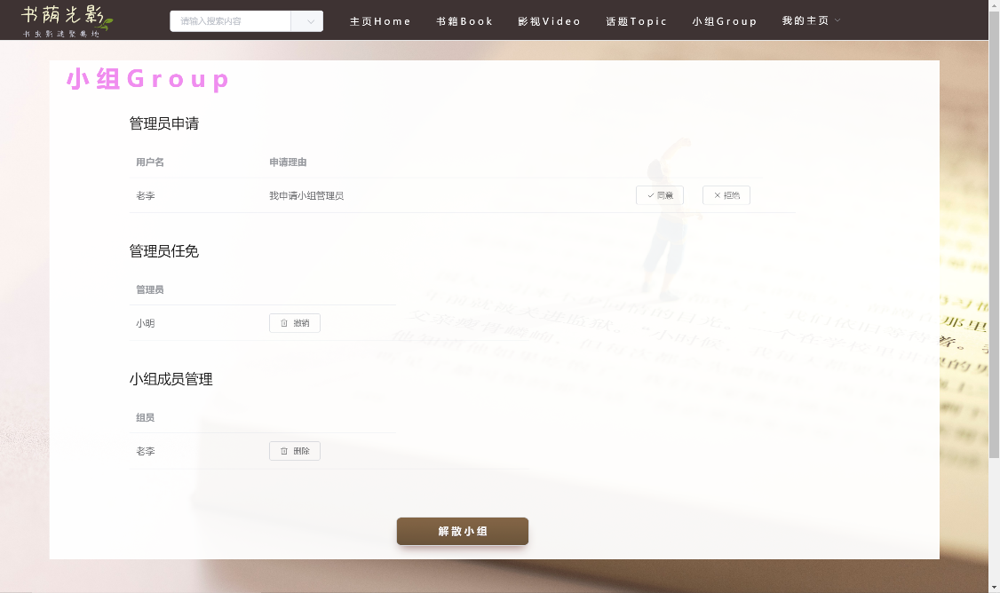 书荫光影
书虫影迷聚集地
请输入搜索内容
主页Home 书籍Book 影视Video 话题Topic 小组Group 我的主页
小组Group
管理员申请
用户名 申请理由
老李 我申请小组管理员 同意 拒绝
管理员任免
管理员
小明 撤销
小组成员管理
组员
老李 删除
解散小组